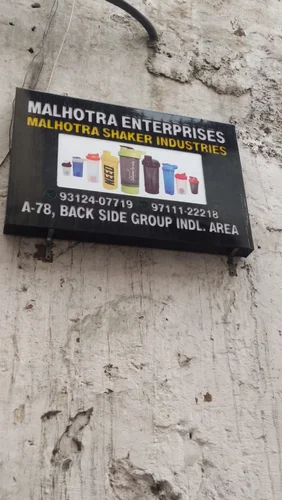 MALHOTRA ENTERPRISES
MALHOTRA SHAKER INDUSTRIES
93124-07719 97111-22218
A-78, BACK SIDE GROUP INDL. AREA